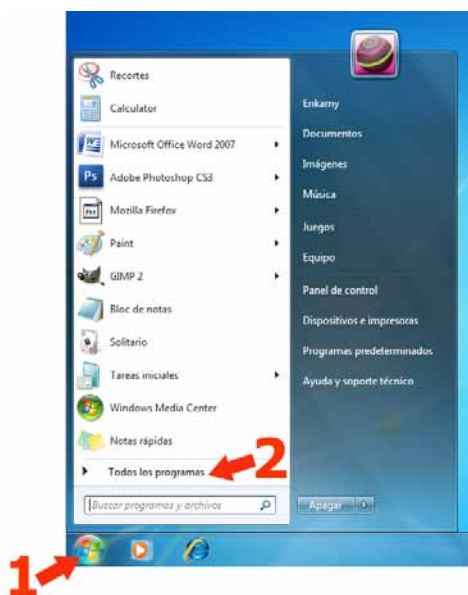 Recortes
Calculator
Microsoft Office Word 2007
Ps Adobe Photoshop CS3
Mozilla Firefox
Paint
GIMP 2
Bloc de notas
Solitario
Tareas iniciales
Windows Media Center
Notas rápidas
Todos los programas
2
Buscar programas y archivos
Enkamy
Documentos
Imágenes
Música
Juegos
Equipo
Panel de control
Dispositivos e impresoras
Programas predeterminados
Ayuda y soporte técnico
Apagar
1